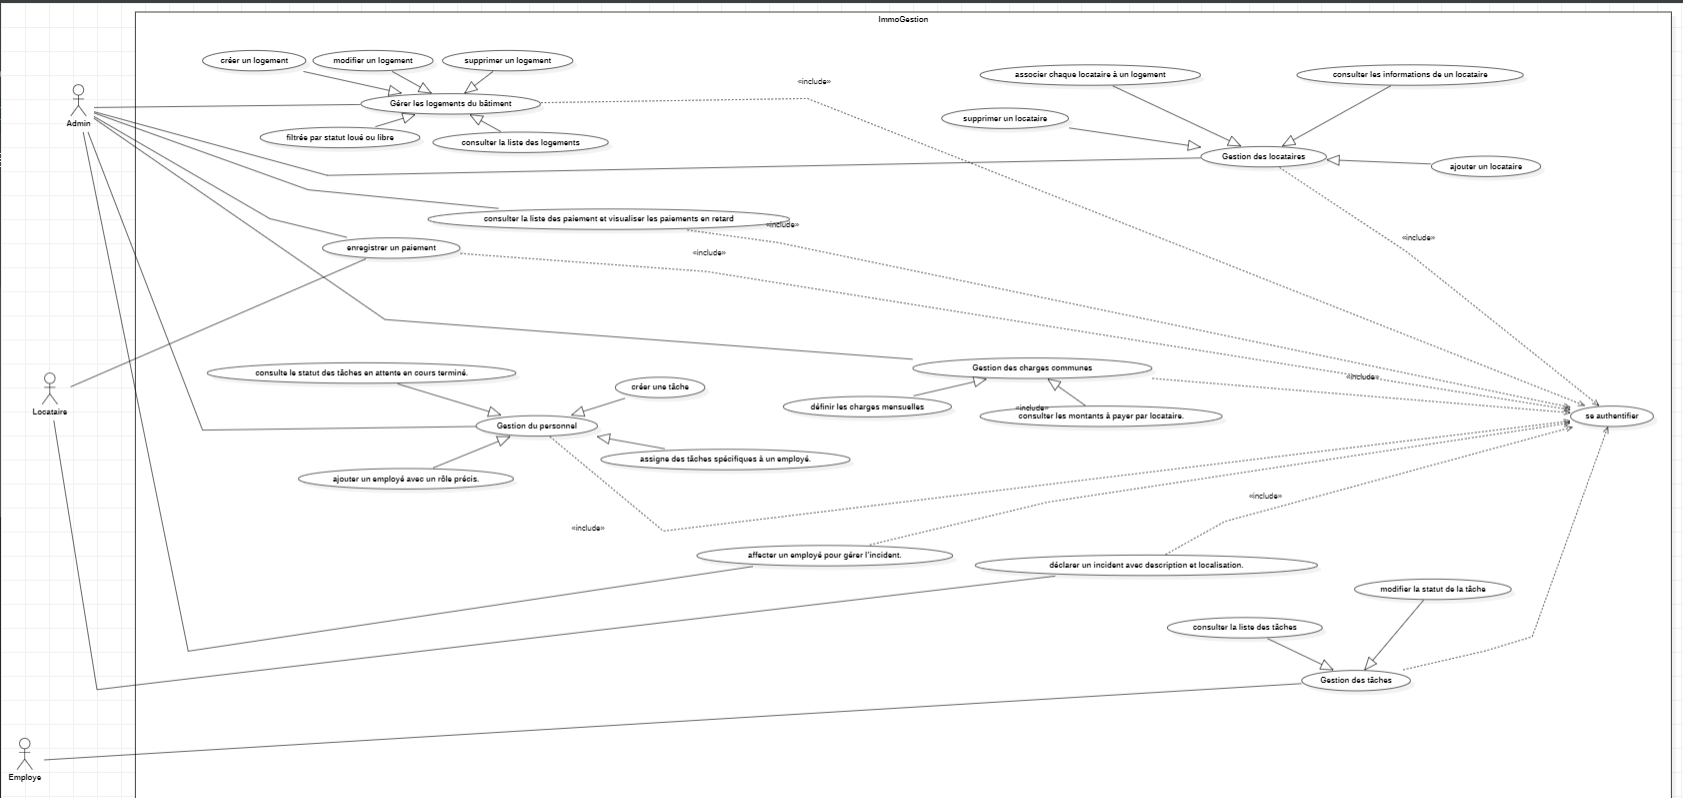 ImmoGestion
créer un logement
modifier un logement
supprimer un logement
associer chaque locataire à un logement
consulter les informations de un locataire
«include»
Gérer les logements du bâtiment
supprimer un locataire
Admin
filtrée par statut loué ou libre
consulter la liste des logements
Gestion des locataires
ajouter un locataire
consulter la liste des paiement et visualiser les paiements en retard
«include»
«include»
enregistrer un paiement
«include»
Gestion des charges communes
consulte le statut des tâches en attente en cours terminé.
«include»
créer une tâche
Locataire
définir les charges mensuelles
«include»
consulter les montants à payer par locataire.
se authentifier
Gestion du personnel
assigne des tâches spécifiques à un employé.
ajouter un employé avec un rôle précis.
«include»
«include»
affecter un employé pour gérer l'incident.
déclarer un incident avec description et localisation.
modifier la statut de la tâche
consulter la liste des tâches
Gestion des tâches
Employe